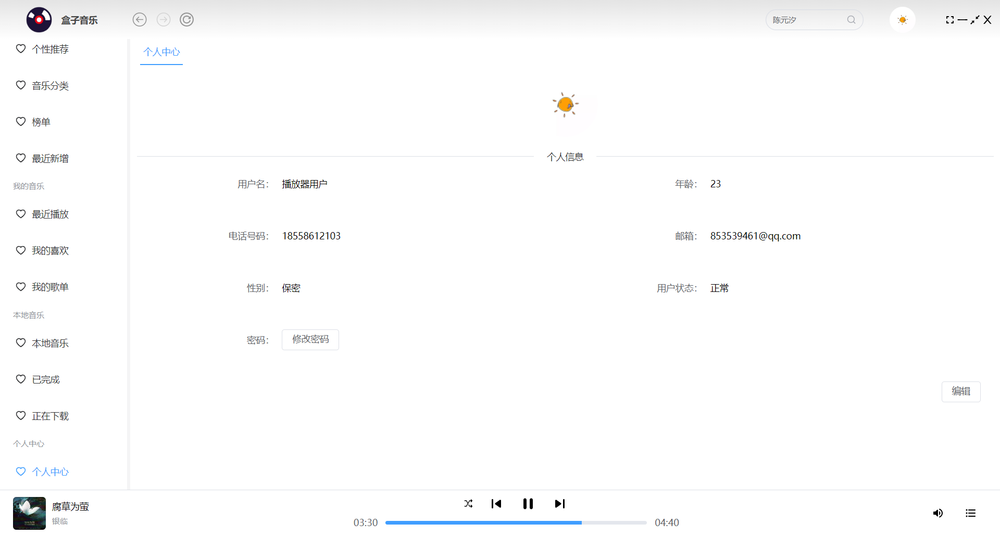 盒子音乐
陈元汐
个性推荐
音乐分类
榜单
最近新增
我的音乐
最近播放
我的喜欢
我的歌单
本地音乐
本地音乐
已完成
正在下载
个人中心
个人中心
个人中心
个人信息
用户名： 播放器用户
年龄： 23
电话号码： 18558612103
邮箱： 853539461@qq.com
性别： 保密
用户状态： 正常
密码： 修改密码
编辑
腐草为萤
银临
03:30
04:40